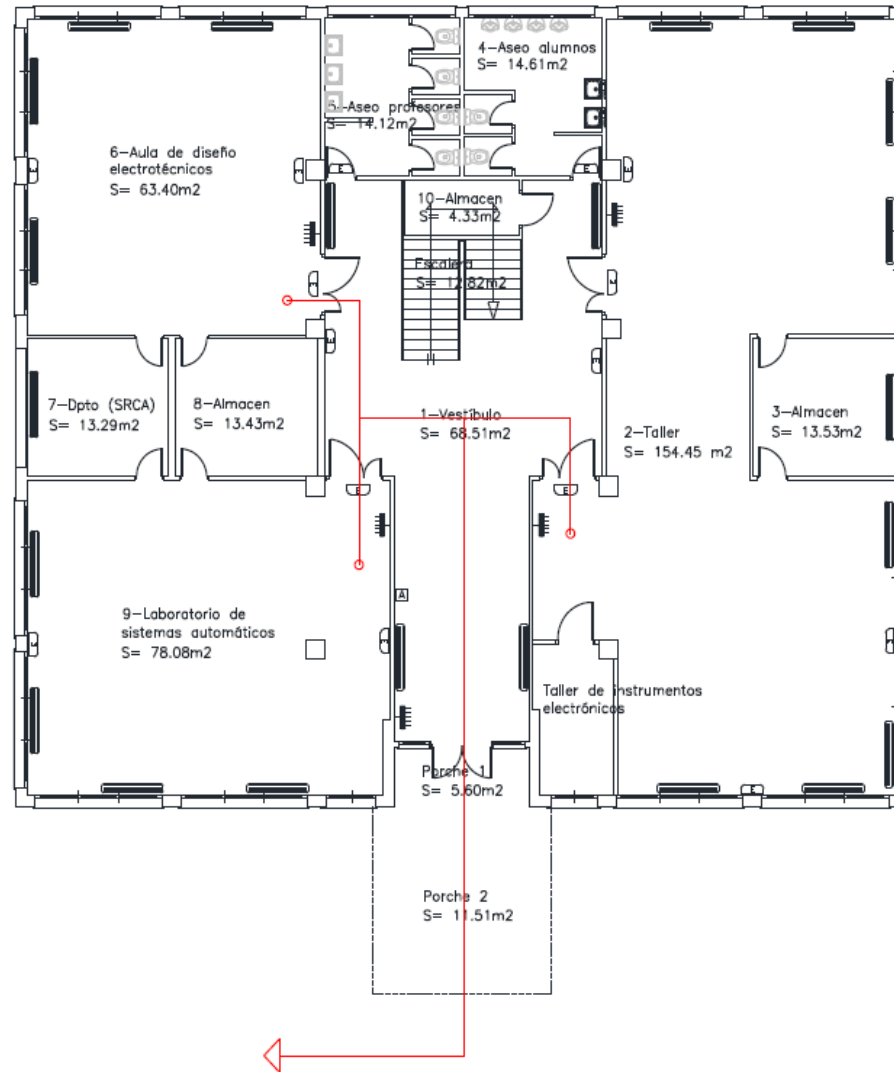 4-Aseo alumnos
S= 14.61m2
5-Aseo profesores
S= 14.12m2
6-Aula de diseño
electrotécnicos
S= 63.40m2
10-Almacen
S= 4.33m2
Escalera
S= 12.82m2
7-Dpto (SRCA)
S= 13.29m2
8-Almacen
S= 13.43m2
1-Vestíbulo
S= 68.51m2
2-Taller
S= 154.45 m2
3-Almacen
S= 13.53m2
A
9-Laboratorio de
sistemas automáticos
S= 78.08m2
Taller de instrumentos
electrónicos
Porche 1
S= 5.60m2
Porche 2
S= 11.51m2
E
E
E
E
E
E
E
E
E
E
E
E
E